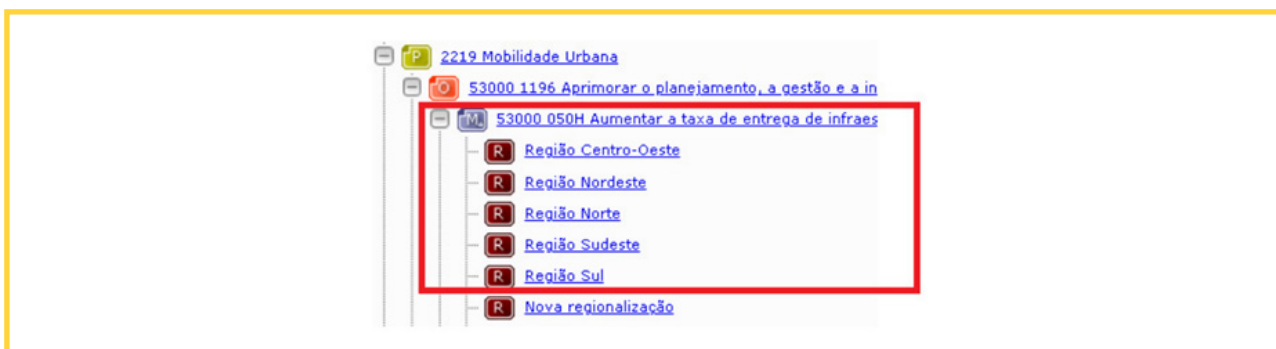 P 2219 Mobilidade Urbana
O 53000 1196 Aprimorar o planejamento, a gestão e a in
M 53000 050H Aumentar a taxa de entrega de infraes
R Região Centro-Oeste
R Região Nordeste
R Região Norte
R Região Sudeste
R Região Sul
R Nova regionalização